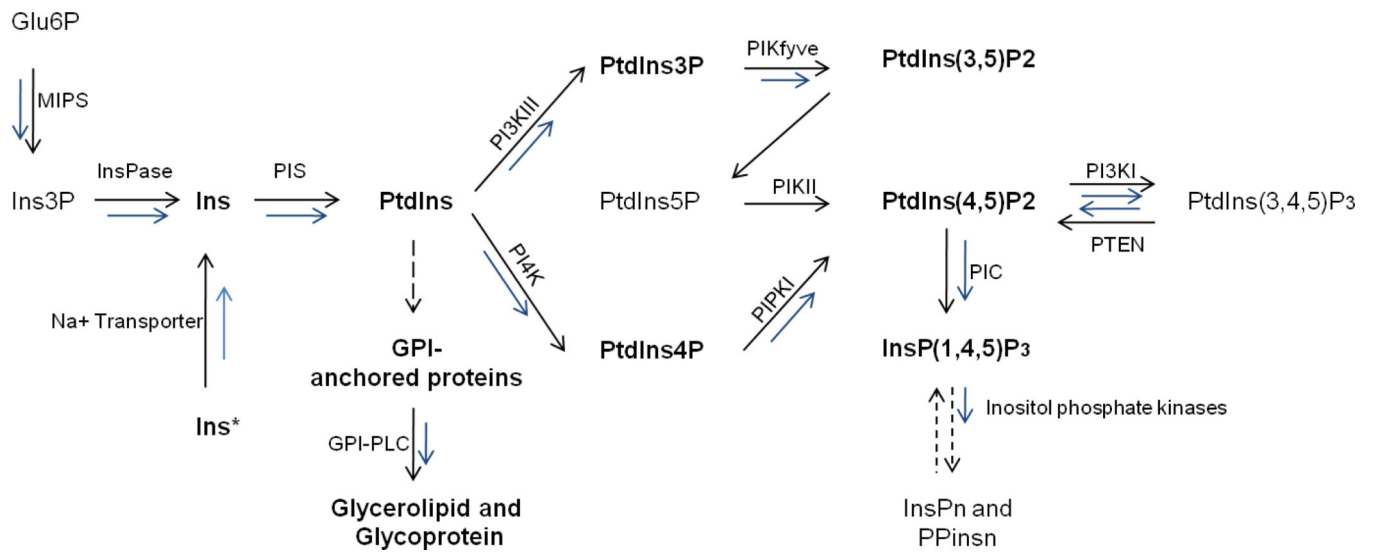 Glu6P
MIPS
Ins3P
InsPase
Ins
PIS
PtdIns
Na+ Transporter
Ins*
GPI-
anchored proteins
GPI-PLC
Glycerolipid and
Glycoprotein
PI3KIII
PI4K
PtdIns3P
PIKfyve
PtdIns(3,5)P2
PtdIns5P
PIKII
PtdIns(4,5)P2
PI3KI
PTEN
PtdIns(3,4,5)P3
PtdIns4P
PIPKI
PIC
InsP(1,4,5)P3
Inositol phosphate kinases
InsPn and
PPinsn